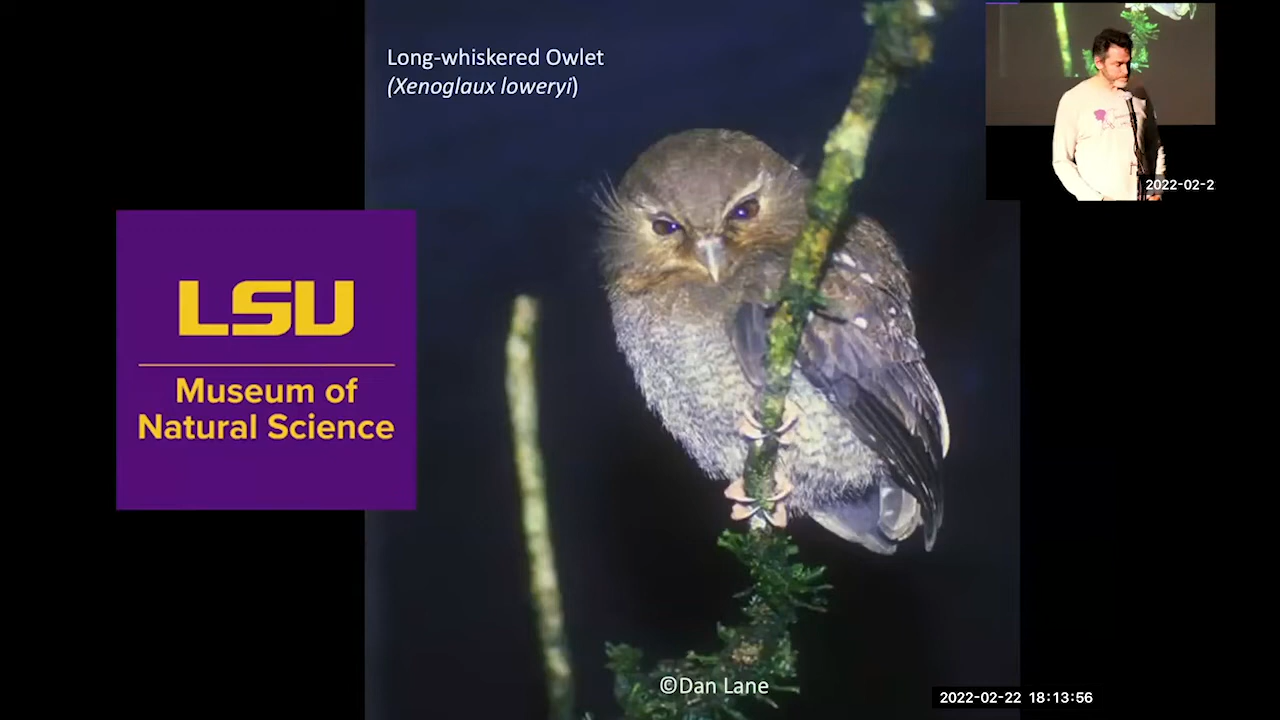 Long-whiskered Owlet
(Xenoglaux loweryi)
LSU
Museum of
Natural Science
©Dan Lane
2022-02-2
2022-02-22 18:13:56